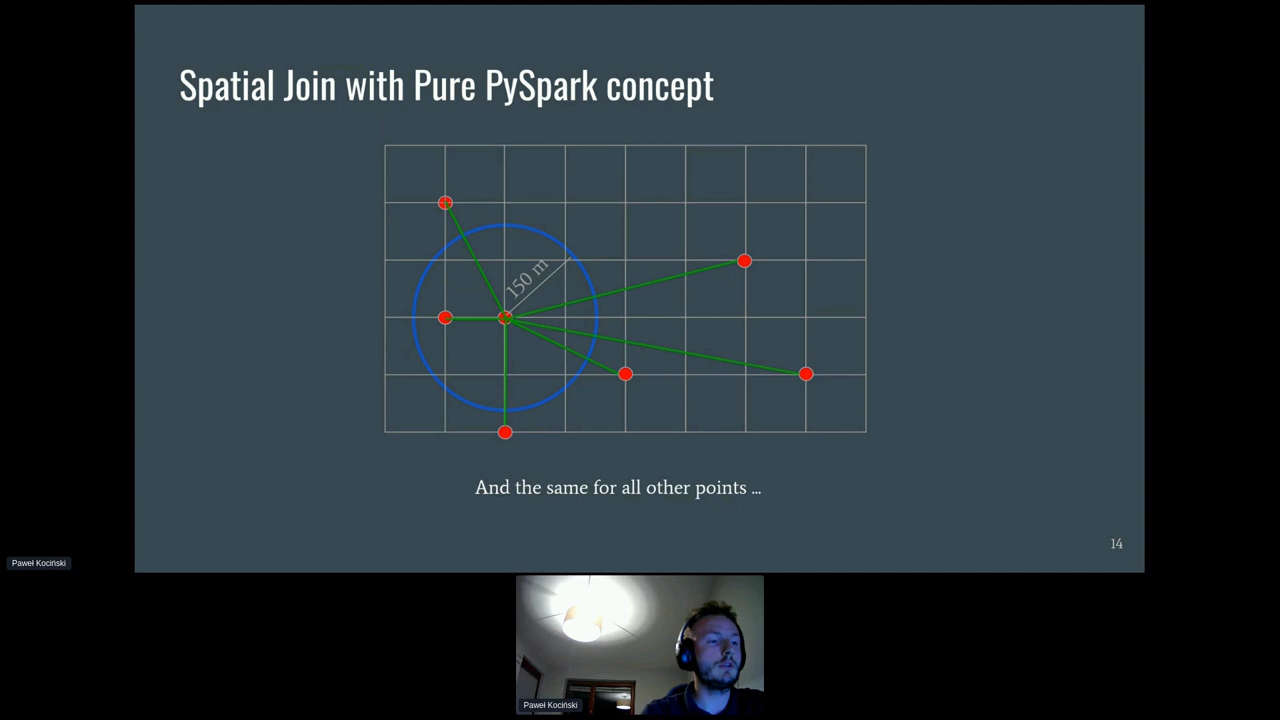 Spatial Join with Pure PySpark concept
150 m
And the same for all other points ...
14
Paweł Kociński
Paweł Kociński